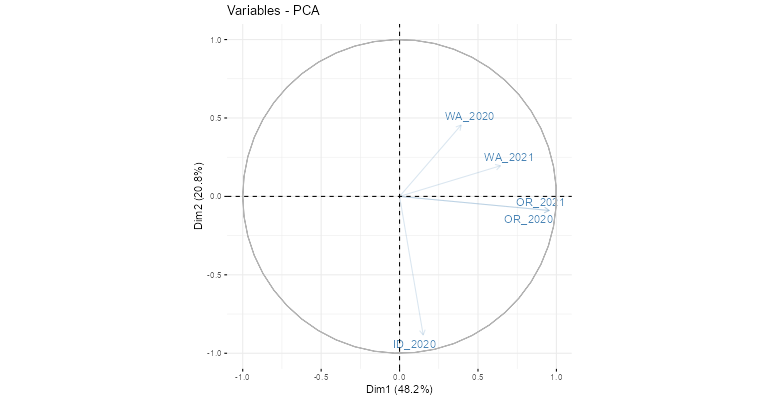 Variables - PCA
1.0
0.5
0.0
-0.5
-1.0
Dim2 (20.8%)
WA_2020
WA_2021
OR_2021
OR_2020
ID_2020
-1.0 -0.5 0.0 0.5 1.0
Dim1 (48.2%)